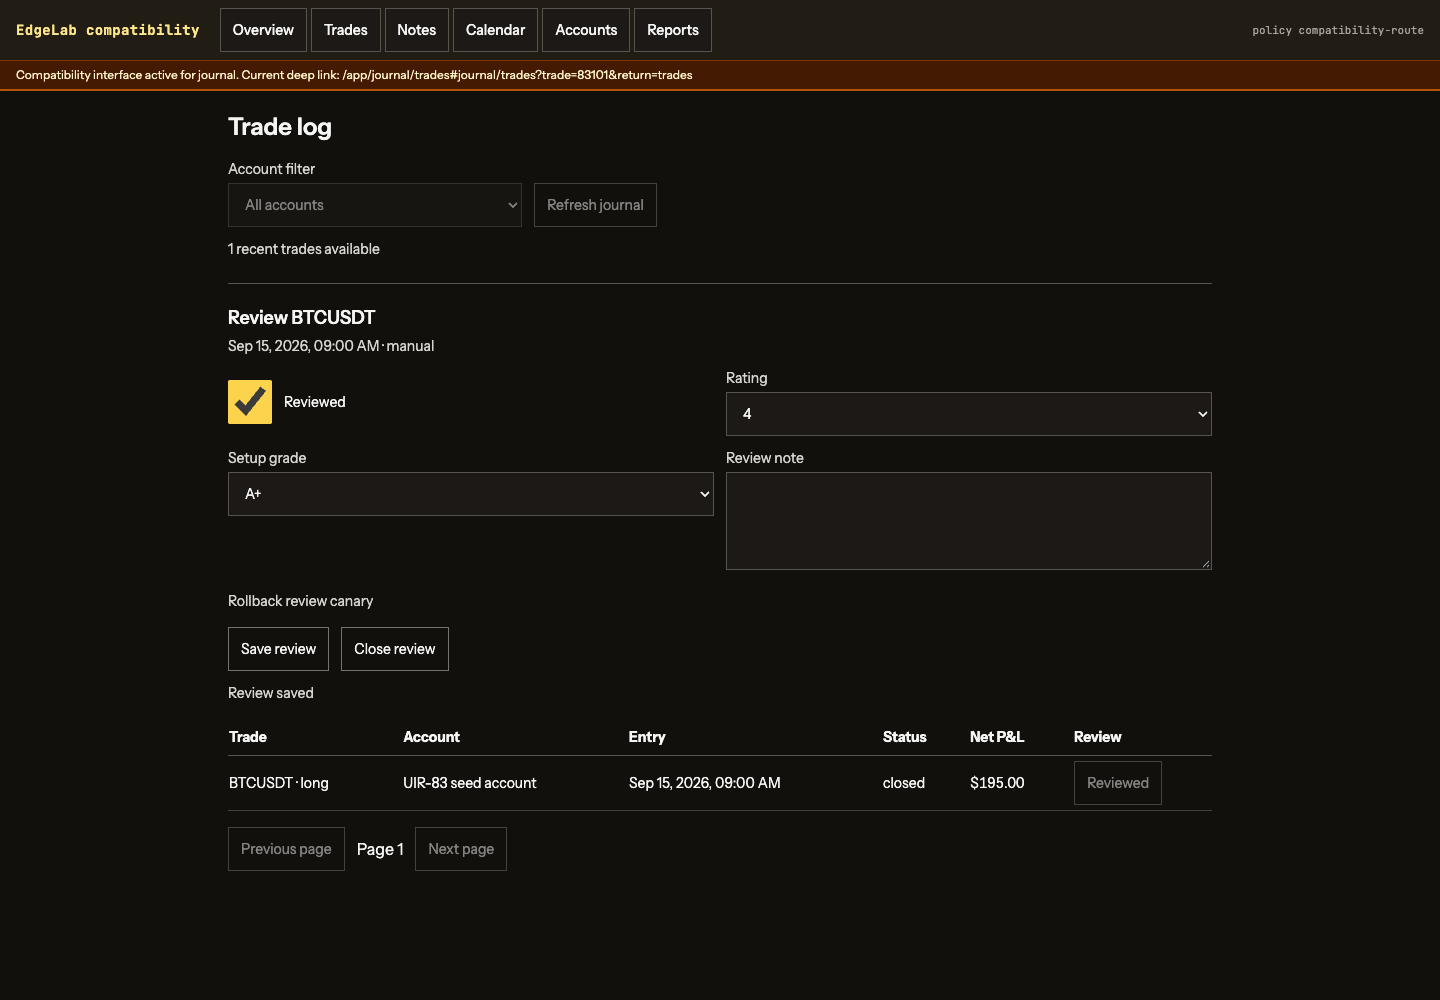 EdgeLab compatibility
Overview
Trades
Notes
Calendar
Accounts
Reports
policy compatibility-route
Compatibility interface active for journal. Current deep link: /app/journal/trades#journal/trades?trade=83101&return=trades
Trade log
Account filter
All accounts
Refresh journal
1 recent trades available
Review BTCUSDT
Sep 15, 2026, 09:00 AM · manual
Reviewed
Rating
4
Setup grade
A+
Review note
Rollback review canary
Save review
Close review
Review saved
Trade Account Entry Status Net P&L Review
BTCUSDT · long UIR-83 seed account Sep 15, 2026, 09:00 AM closed $195.00 Reviewed
Previous page
Page 1
Next page